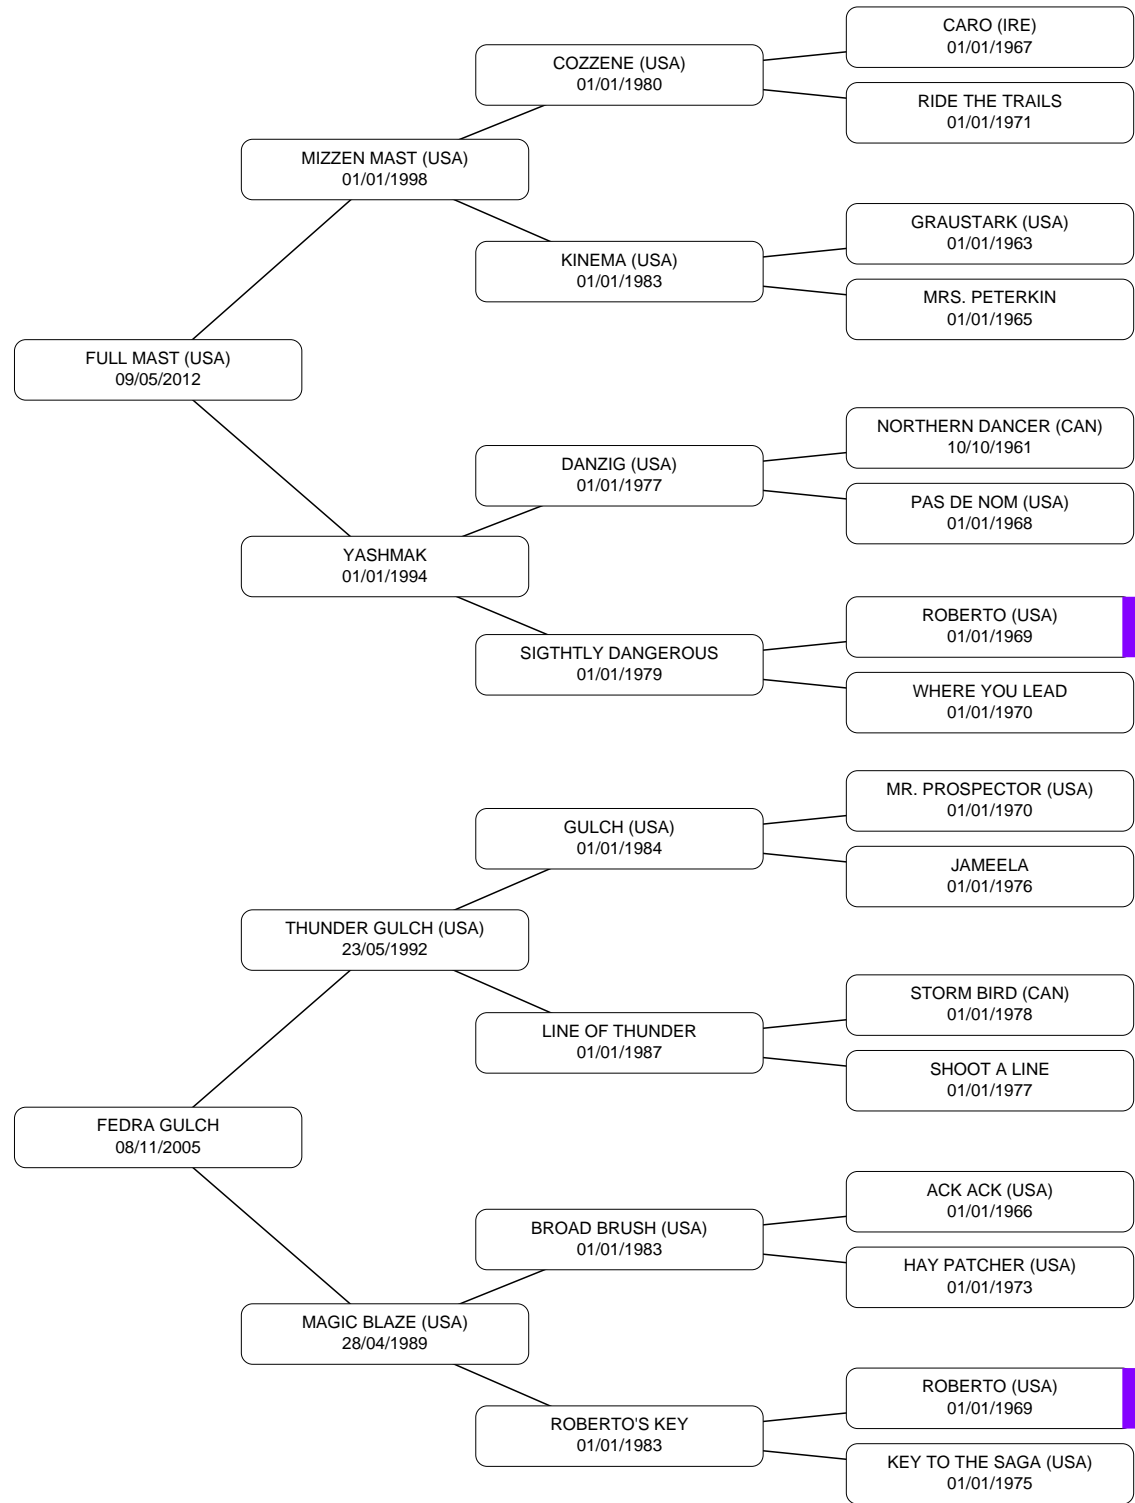 CARO (IRE)
01/01/1967
COZZENE (USA)
01/01/1980
RIDE THE TRAILS
01/01/1971
MIZZEN MAST (USA)
01/01/1998
GRAUSTARK (USA)
01/01/1963
KINEMA (USA)
01/01/1983
MRS. PETERKIN
01/01/1965
FULL MAST (USA)
09/05/2012
NORTHERN DANCER (CAN)
10/10/1961
DANZIG (USA)
01/01/1977
PAS DE NOM (USA)
01/01/1968
YASHMAK
01/01/1994
ROBERTO (USA)
01/01/1969
SIGTHTLY DANGEROUS
01/01/1979
WHERE YOU LEAD
01/01/1970
MR. PROSPECTOR (USA)
01/01/1970
GULCH (USA)
01/01/1984
JAMEELA
01/01/1976
THUNDER GULCH (USA)
23/05/1992
STORM BIRD (CAN)
01/01/1978
LINE OF THUNDER
01/01/1987
SHOOT A LINE
01/01/1977
FEDRA GULCH
08/11/2005
ACK ACK (USA)
01/01/1966
BROAD BRUSH (USA)
01/01/1983
HAY PATCHER (USA)
01/01/1973
MAGIC BLAZE (USA)
28/04/1989
ROBERTO (USA)
01/01/1969
ROBERTO'S KEY
01/01/1983
KEY TO THE SAGA (USA)
01/01/1975